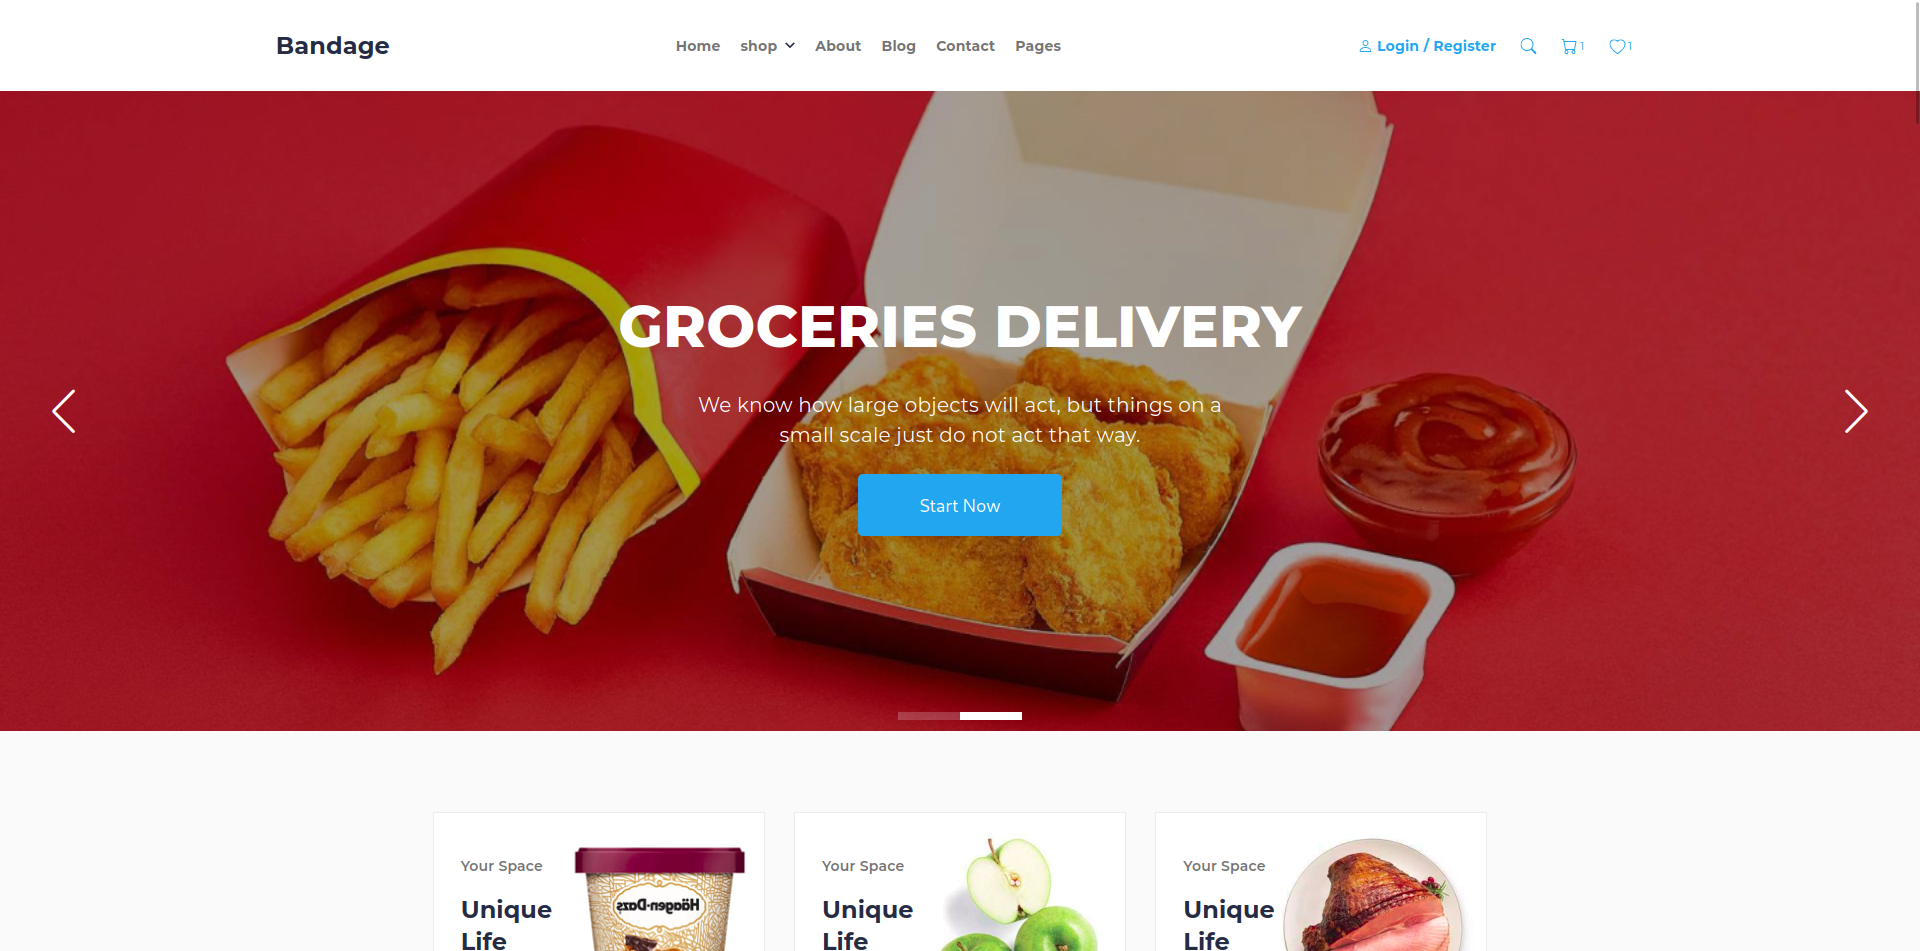 Bandage
Home shop About Blog Contact Pages
Login / Register 1 1
GROCERIES DELIVERY
We know how large objects will act, but things on a
small scale just do not act that way.
Start Now
Your Space
Unique
Life
Häagen-Dazs
Your Space
Unique
Life
Your Space
Unique
Life